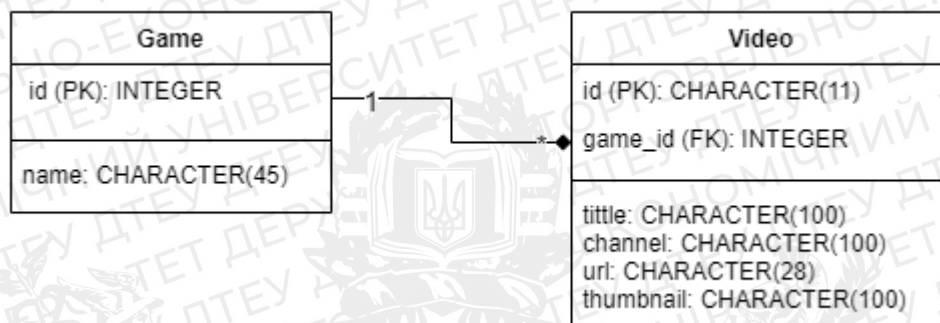 Game
id (PK): INTEGER
name: CHARACTER(45)
1
*
Video
id (PK): CHARACTER(11)
game_id (FK): INTEGER
tittle: CHARACTER(100)
channel: CHARACTER(100)
url: CHARACTER(28)
thumbnail: CHARACTER(100)